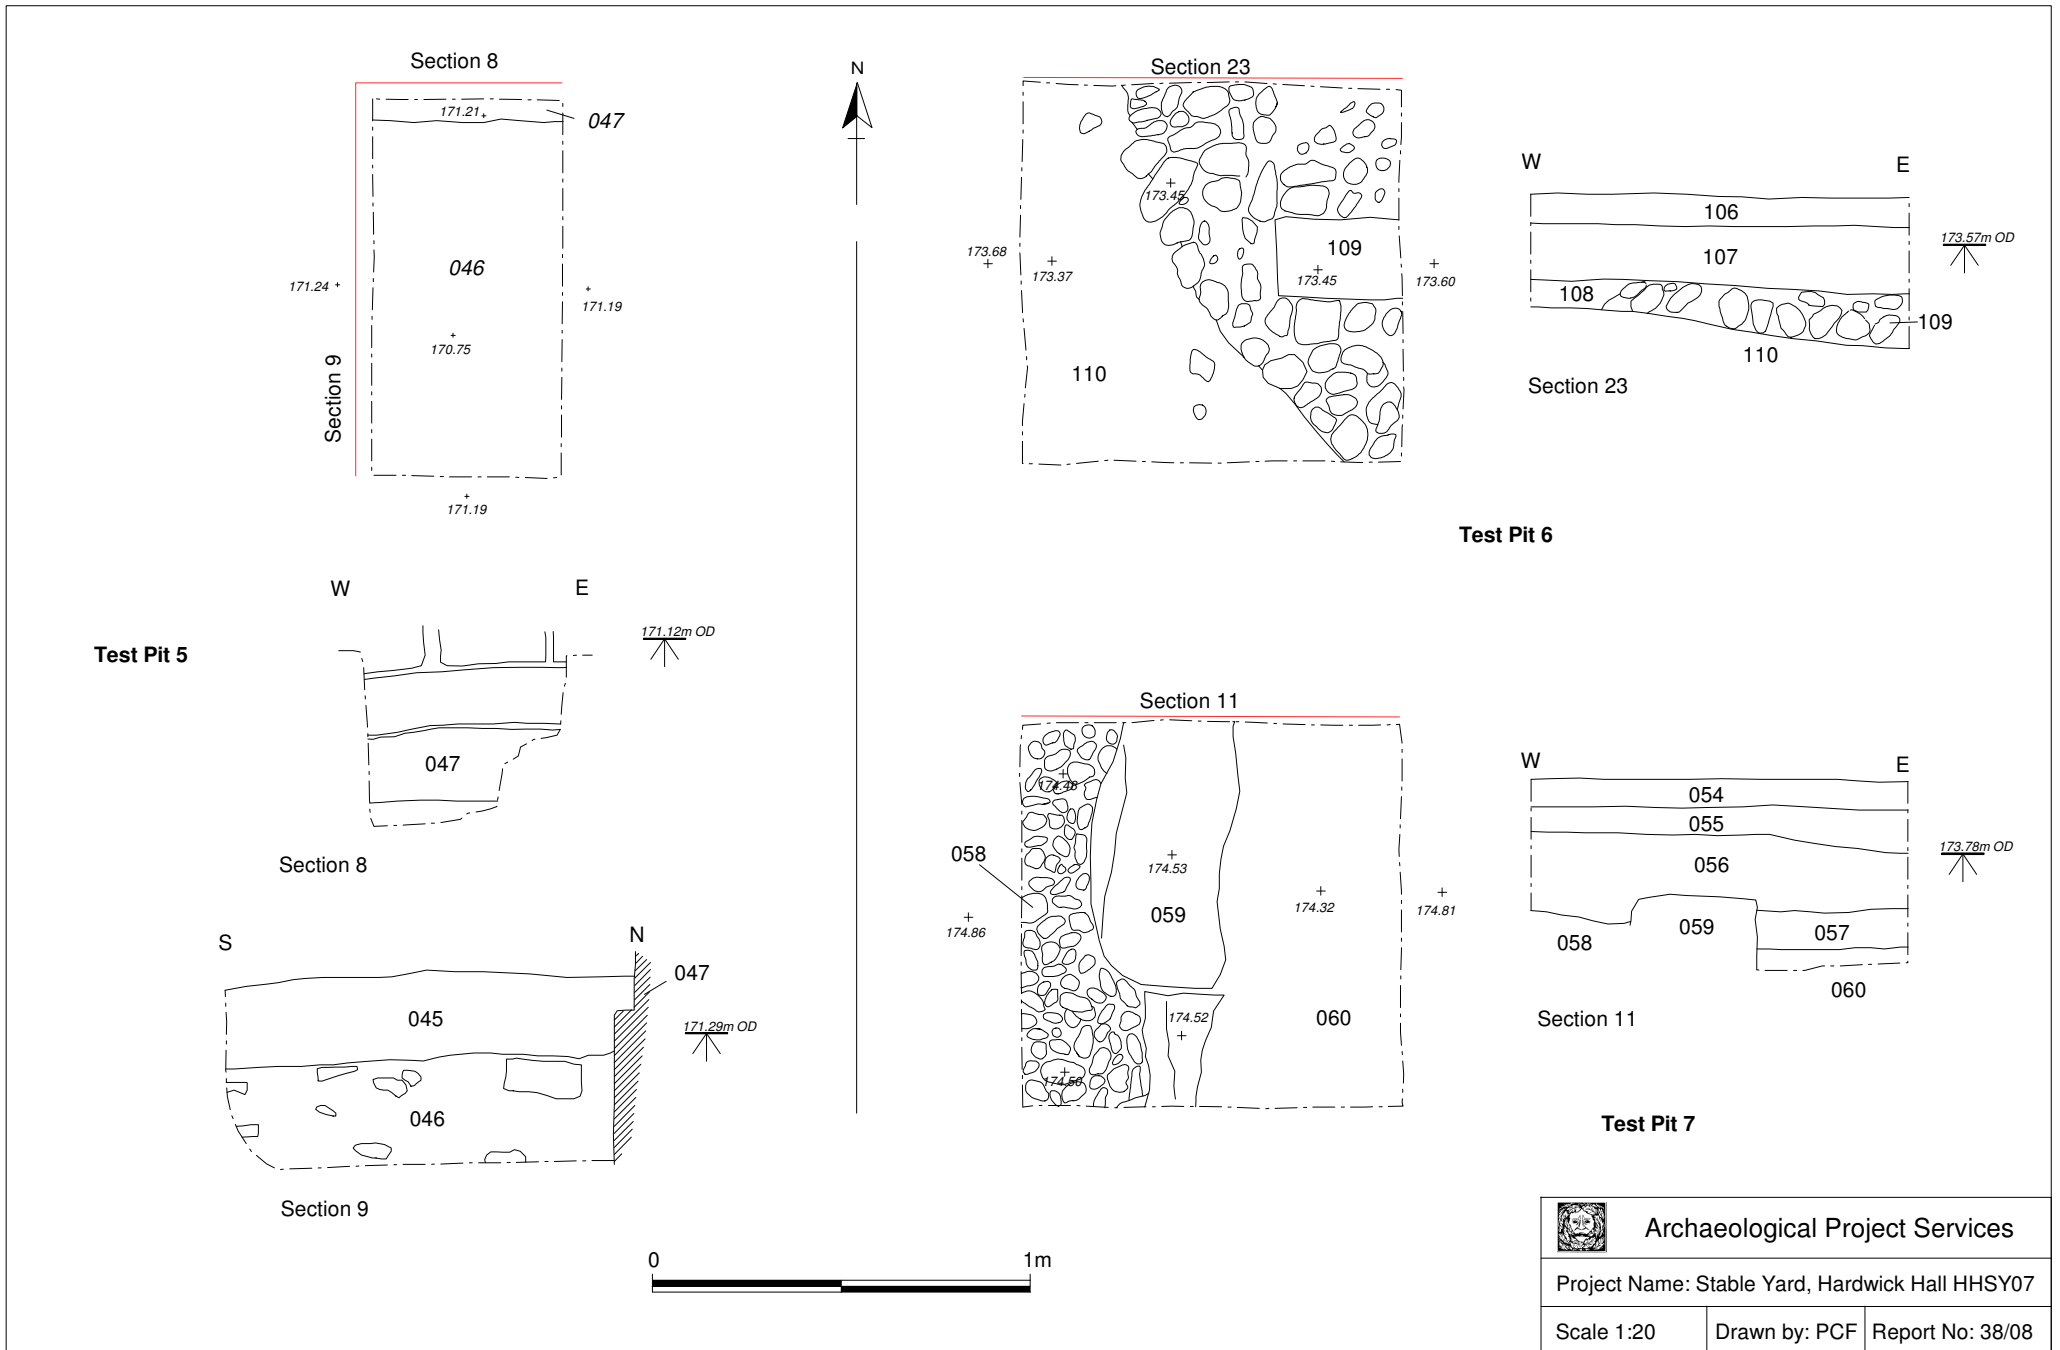 Section 8
171.21
047
046
171.24
171.19
170.75
Section 9
171.19
W
E
171.12m OD
Test Pit 5
047
Section 8
S
N
047
045
171.29m OD
046
Section 9
N
Section 23
173.45
173.68
173.37
109
173.45
173.60
110
W
E
106
173.57m OD
107
108
109
110
Section 23
Test Pit 6
Section 11
174.48
058
174.53
059
174.32
174.81
174.86
174.52
060
174.50
W
E
054
055
173.78m OD
056
058
059
057
060
Section 11
Test Pit 7
0
1m
Archaeological Project Services
Project Name: Stable Yard, Hardwick Hall HHSY07
Scale 1:20
Drawn by: PCF
Report No: 38/08